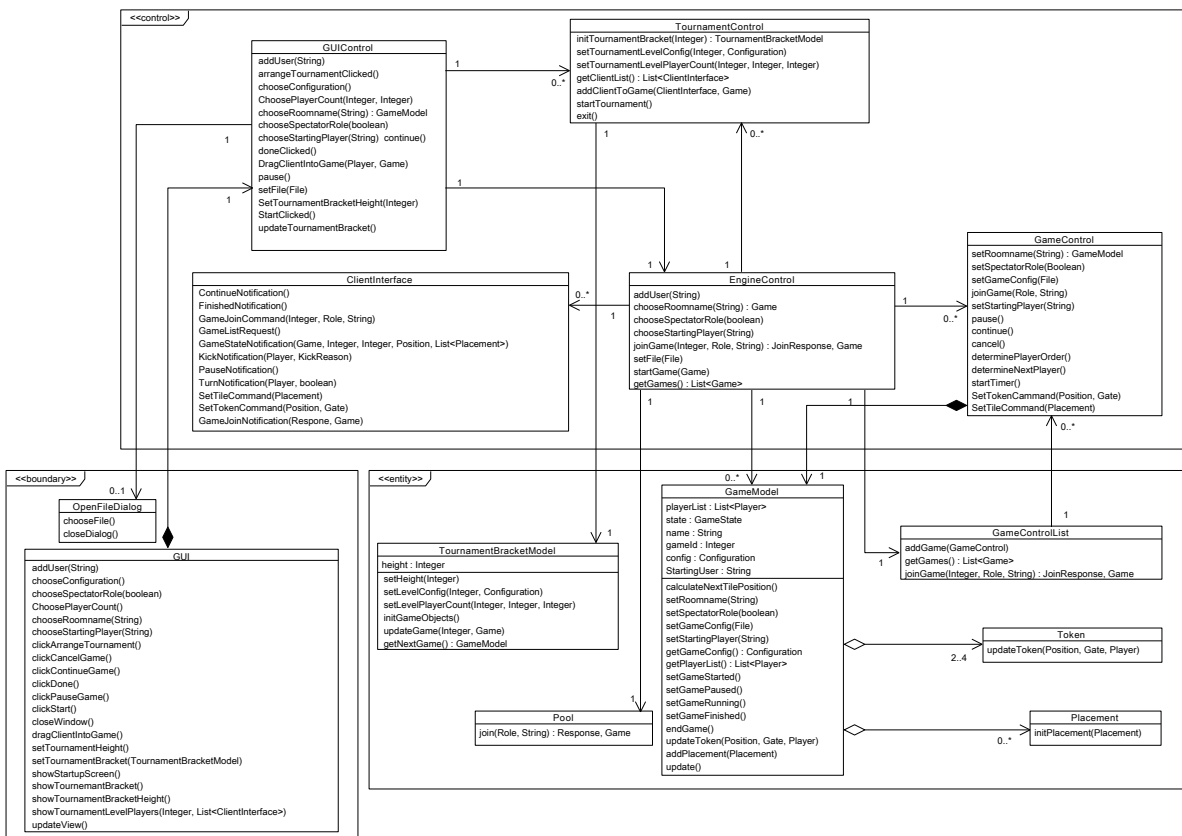 <<control>>
TournamentControl
initTournamentBracket(Integer) : TournamentBracketModel
setTournamentLevelConfig(Integer, Configuration)
setTournamentLevelPlayerCount(Integer, Integer, Integer)
getClientList() : List<ClientInterface>
addClientToGame(ClientInterface, Game)
startTournament()
exit()
GUIControl
addUser(String)
arrangeTournamentClicked()
chooseConfiguration()
ChoosePlayerCount(Integer, Integer)
chooseRoomname(String) : GameModel
chooseSpectatorRole(boolean)
chooseStartingPlayer(String) continue()
doneClicked()
DragClientIntoGame(Player, Game)
pause()
setFile(File)
SetTournamentBracketHeight(Integer)
StartClicked()
updateTournamentBracket()
1
0..*
1
1
0..*
1
1
1
1
GameControl
setRoomname(String) : GameModel
setSpectatorRole(Boolean)
setGameConfig(File)
joinGame(Role, String)
setStartingPlayer(String)
pause()
continue()
cancel()
determinePlayerOrder()
determineNextPlayer()
startTimer()
SetTokenCammand(Position, Gate)
SetTileCommand(Placement)
ClientInterface
ContinueNotification()
FinishedNotification()
GameJoinCommand(Integer, Role, String)
GameListRequest()
GameStateNotification(Game, Integer, Integer, Position, List<Placement>)
KickNotification(Player, KickReason)
PauseNotification()
TurnNotification(Player, boolean)
SetTileCommand(Placement)
SetTokenCommand(Position, Gate)
GameJoinNotification(Respone, Game)
0..*
1
EngineControl
addUser(String)
chooseRoomName(String) : Game
chooseSpectatorRole(boolean)
chooseStartingPlayer(String)
joinGame(Integer, Role, String) : JoinResponse, Game
setFile(File)
startGame(Game)
getGames() : List<Game>
1
0..*
1
1
1
0..*
<<boundary>>
0..1
OpenFileDialog
chooseFile()
closeDialog()
GUI
addUser(String)
chooseConfiguration()
chooseSpectatorRole(boolean)
ChoosePlayerCount()
chooseRoomname(String)
chooseStartingPlayer(String)
clickArrangeTournament()
clickCancelGame()
clickContinueGame()
clickDone()
clickPauseGame()
clickStart()
closeWindow()
dragClientIntoGame()
setTournamentHeight()
setTournamentBracket(TournamentBracketModel)
showStartupScreen()
showTournemantBracket()
showTournamentBracketHeight()
showTournamentLevelPlayers(Integer, List<ClientInterface>)
updateView()
<<entity>>
0..*
1
GameModel
playerList : List<Player>
state : GameState
name : String
gameId : Integer
config : Configuration
StartingUser : String
calculateNextTilePosition()
setRoomname(String)
setSpectatorRole(boolean)
setGameConfig(File)
setStartingPlayer(String)
getGameConfig() : Configuration
getPlayerList() : List<Player>
setGameStarted()
setGamePaused()
setGameRunning()
setGameFinished()
endGame()
updateToken(Position, Gate, Player)
addPlacement(Placement)
update()
1
TournamentBracketModel
height : Integer
setHeight(Integer)
setLevelConfig(Integer, Configuration)
setLevelPlayerCount(Integer, Integer, Integer)
initGameObjects()
updateGame(Integer, Game)
getNextGame() : GameModel
1
GameControlList
addGame(GameControl)
getGames() : List<Game>
joinGame(Integer, Role, String) : JoinResponse, Game
1
Token
updateToken(Position, Gate, Player)
2..4
1
Pool
join(Role, String) : Response, Game
Placement
initPlacement(Placement)
0..*